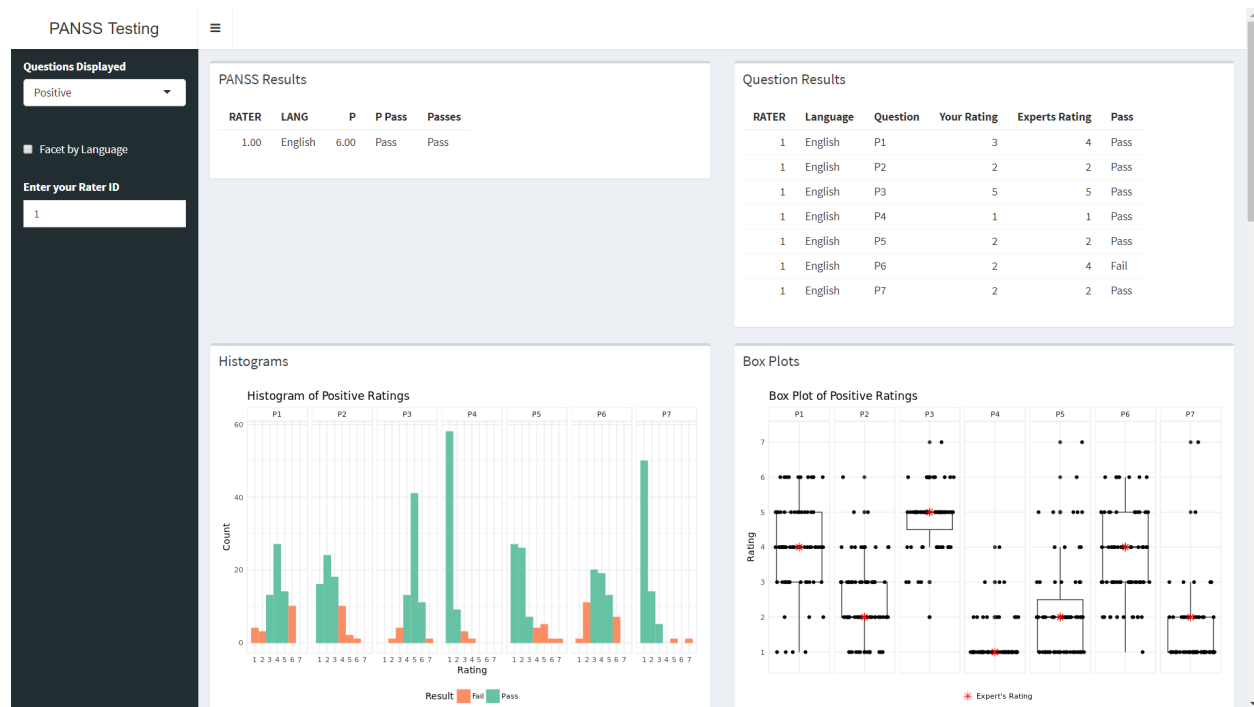 PANSS Testing
Questions Displayed
Positive
Facet by Language
Enter your Rater ID
1
PANSS Results
RATER LANG P P Pass Passes
1.00 English 6.00 Pass Pass
Question Results
RATER Language Question Your Rating Experts Rating Pass
1 English P1 3 4 Pass
1 English P2 2 2 Pass
1 English P3 5 5 Pass
1 English P4 1 1 Pass
1 English P5 2 2 Pass
1 English P6 2 4 Fail
1 English P7 2 2 Pass
Histograms
Histogram of Positive Ratings
P1 P2 P3 P4 P5 P6 P7
60
40
20
0
Count
1 2 3 4 5 6 7 1 2 3 4 5 6 7 1 2 3 4 5 6 7 1 2 3 4 5 6 7 1 2 3 4 5 6 7 1 2 3 4 5 6 7 1 2 3 4 5 6 7
Rating
Result Fail Pass
Box Plots
Box Plot of Positive Ratings
P1 P2 P3 P4 P5 P6 P7
7
6
5
4
3
2
1
Rating
Expert's Rating